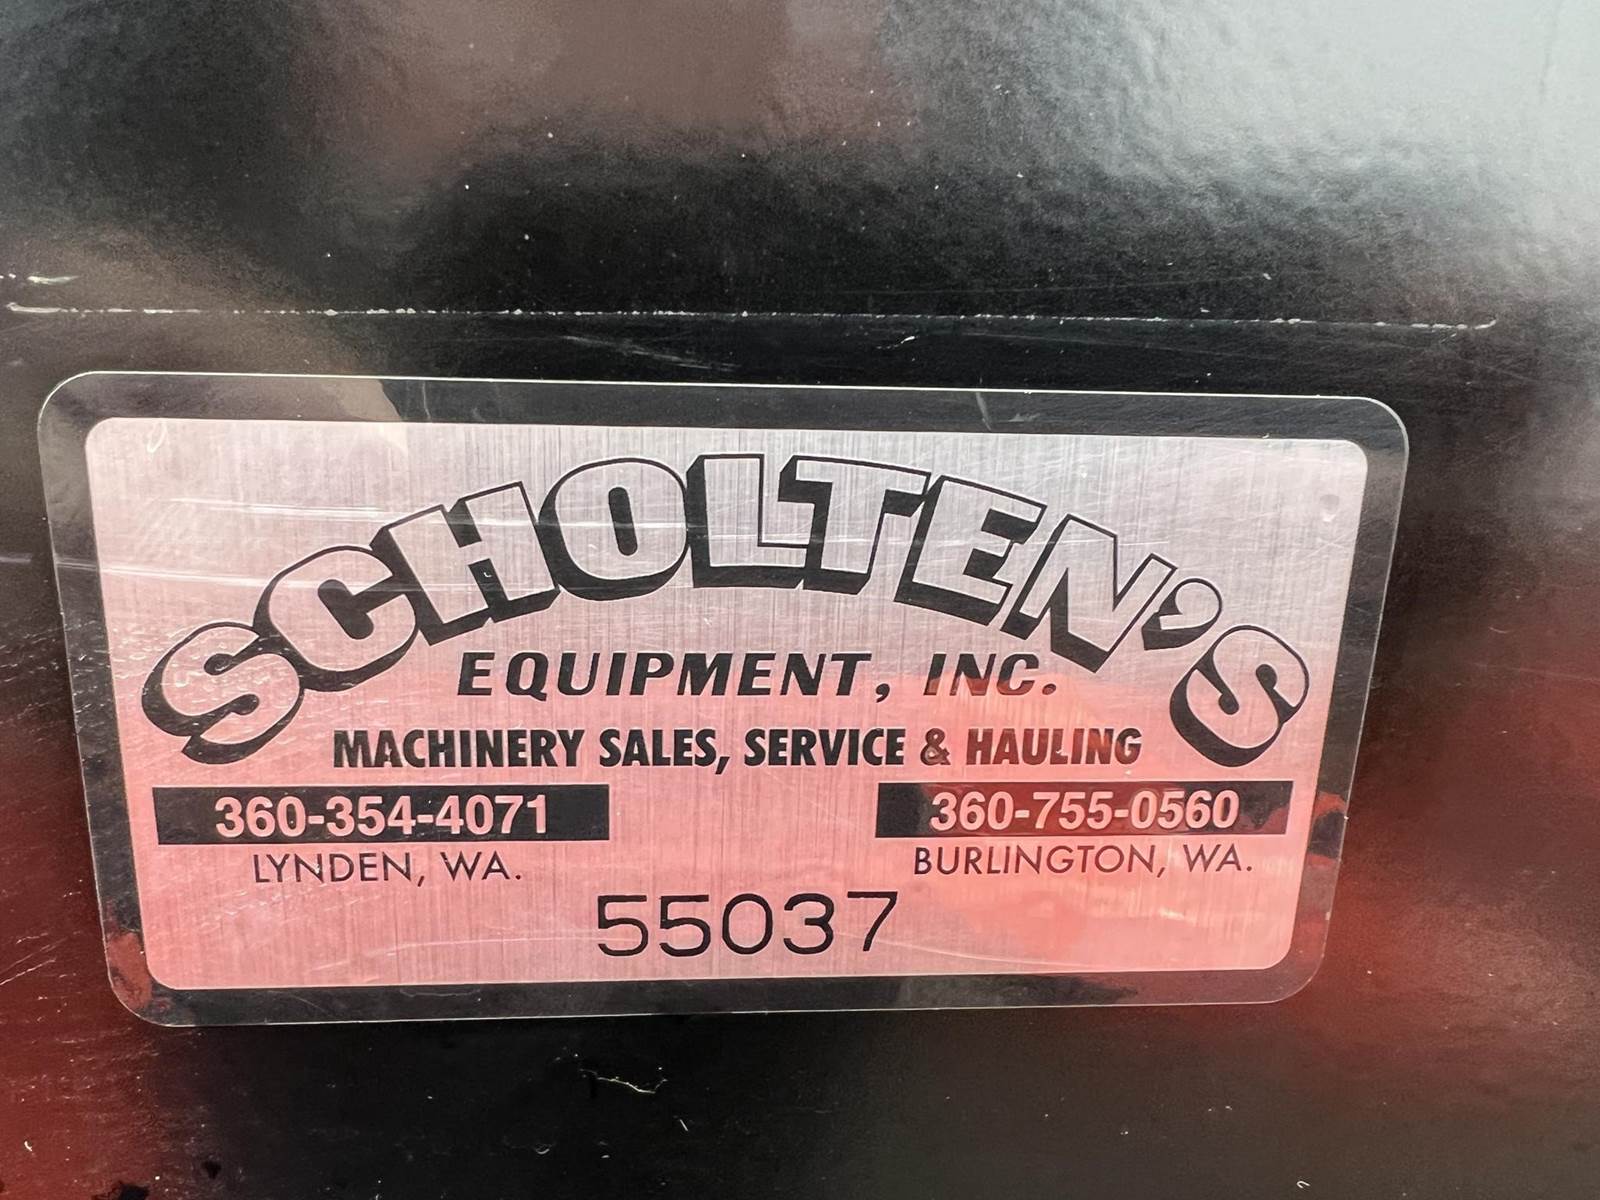 SCHOLTEN'S
EQUIPMENT, INC.
MACHINERY SALES, SERVICE & HAULING
360-354-4071 360-755-0560
LYNDEN, WA. BURLINGTON, WA.
55037